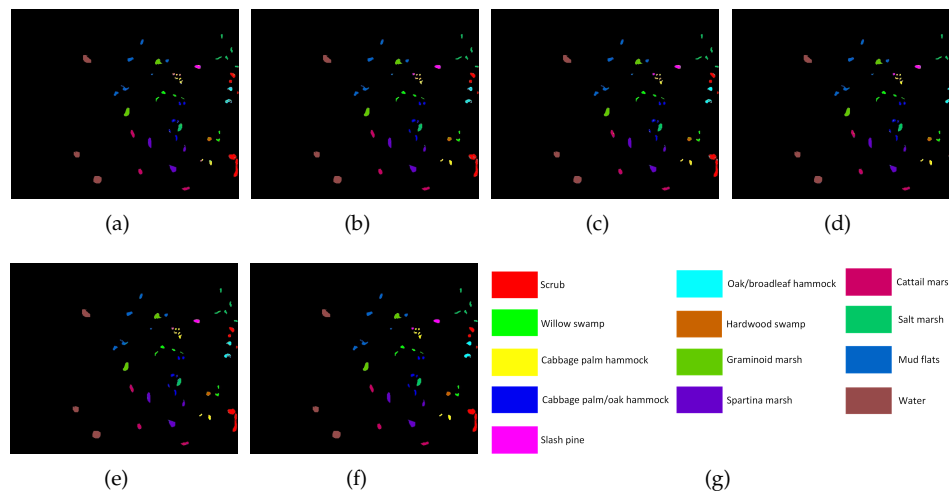 (a) (b) (c) (d)
Scrub Oak/broadleaf hammock Cattail mars
Willow swamp Hardwood swamp Salt marsh
Cabbage palm hammock Graminoid marsh Mud flats
Cabbage palm/oak hammock Spartina marsh Water
Slash pine
(e) (f) (g)